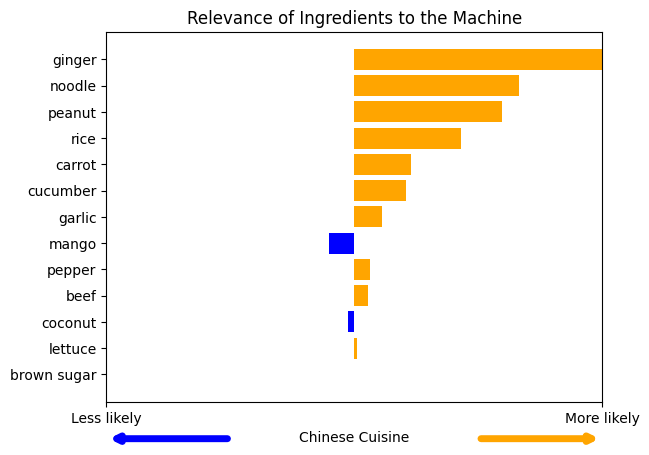 Relevance of Ingredients to the Machine
ginger
noodle
peanut
rice
carrot
cucumber
garlic
mango
pepper
beef
coconut
lettuce
brown sugar
Less likely More likely
Chinese Cuisine